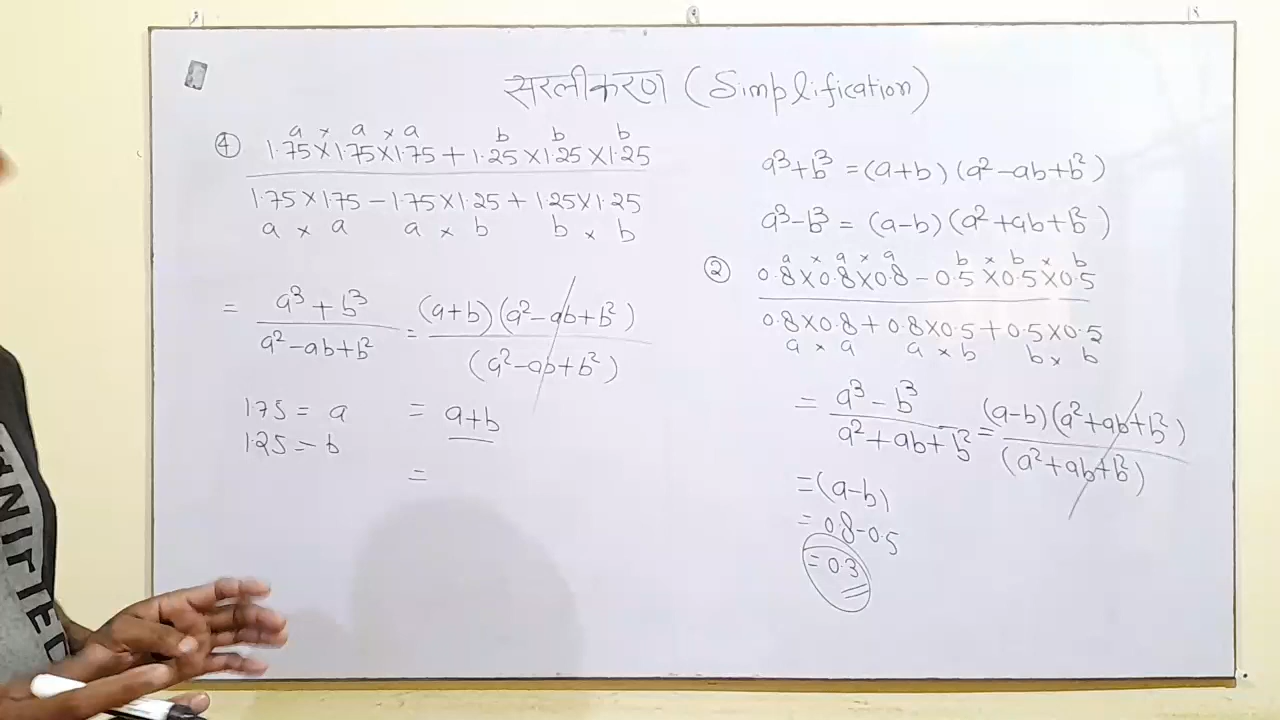 सरलीकरण (Simplification)
④ a × a × a b b b
1.75×1.75×1.75 + 1.25×1.25×1.25
1.75×1.75 – 1.75×1.25 + 1.25×1.25
a × a a × b b × b
= a³ + b³ / a² – ab + b² = (a+b)(a² – ab + b²) / (a² – ab + b²)
1.75 = a
1.25 = b
= a+b
=
a³+b³ = (a+b)(a² – ab + b²)
a³–b³ = (a–b)(a² + ab + b²)
② a × a × a b × b × b
0.8×0.8×0.8 – 0.5×0.5×0.5
0.8×0.8 + 0.8×0.5 + 0.5×0.5
a × a a × b b × b
= a³ – b³ / a² + ab + b² = (a–b)(a² + ab + b²) / (a² + ab + b²)
= (a–b)
= 0.8–0.5
= 0.3